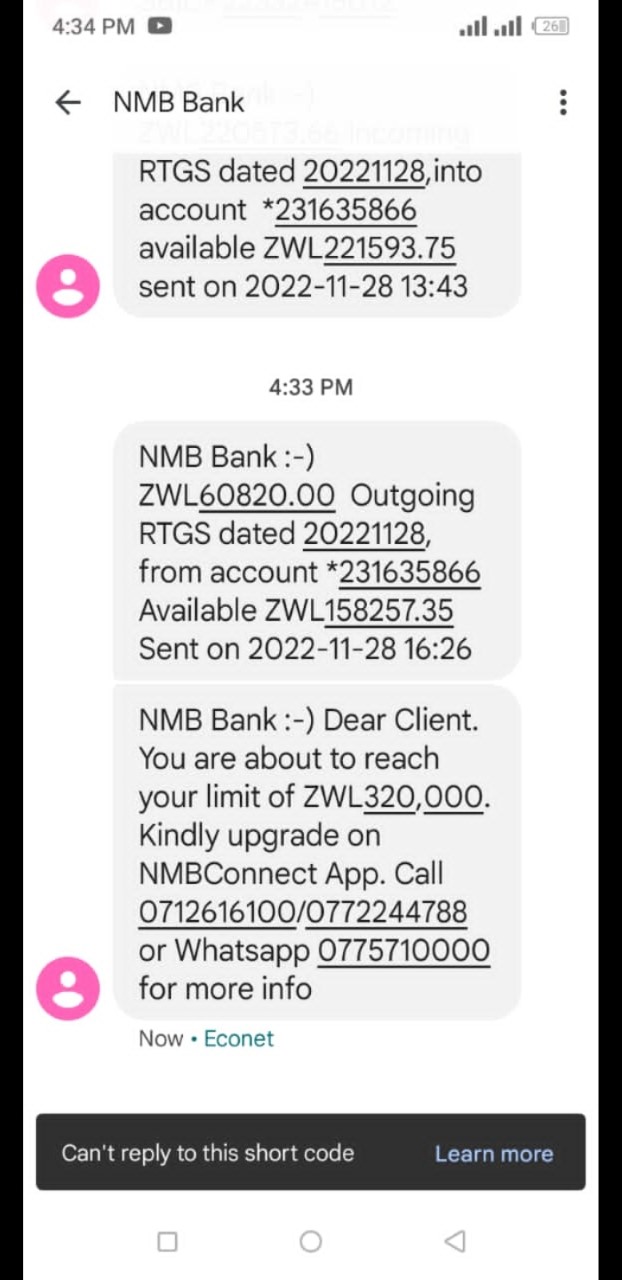 4:34 PM
26
NMB Bank
ZWL220573.66 Incoming
RTGS dated 20221128,into
account *231635866
available ZWL221593.75
sent on 2022-11-28 13:43
4:33 PM
NMB Bank :-)
ZWL60820.00 Outgoing
RTGS dated 20221128,
from account *231635866
Available ZWL158257.35
Sent on 2022-11-28 16:26
NMB Bank :-) Dear Client.
You are about to reach
your limit of ZWL320,000.
Kindly upgrade on
NMBConnect App. Call
0712616100/0772244788
or Whatsapp 0775710000
for more info
Now • Econet
Can't reply to this short code
Learn more